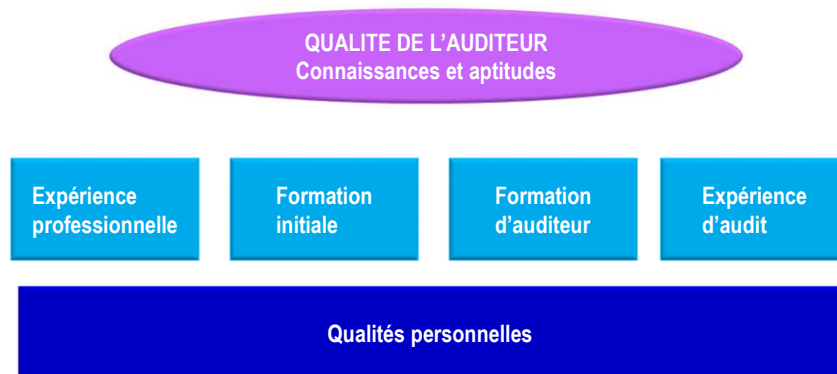 QUALITE DE L'AUDITEUR
Connaissances et aptitudes
Expérience
professionnelle
Formation
initiale
Formation
d'auditeur
Expérience
d'audit
Qualités personnelles